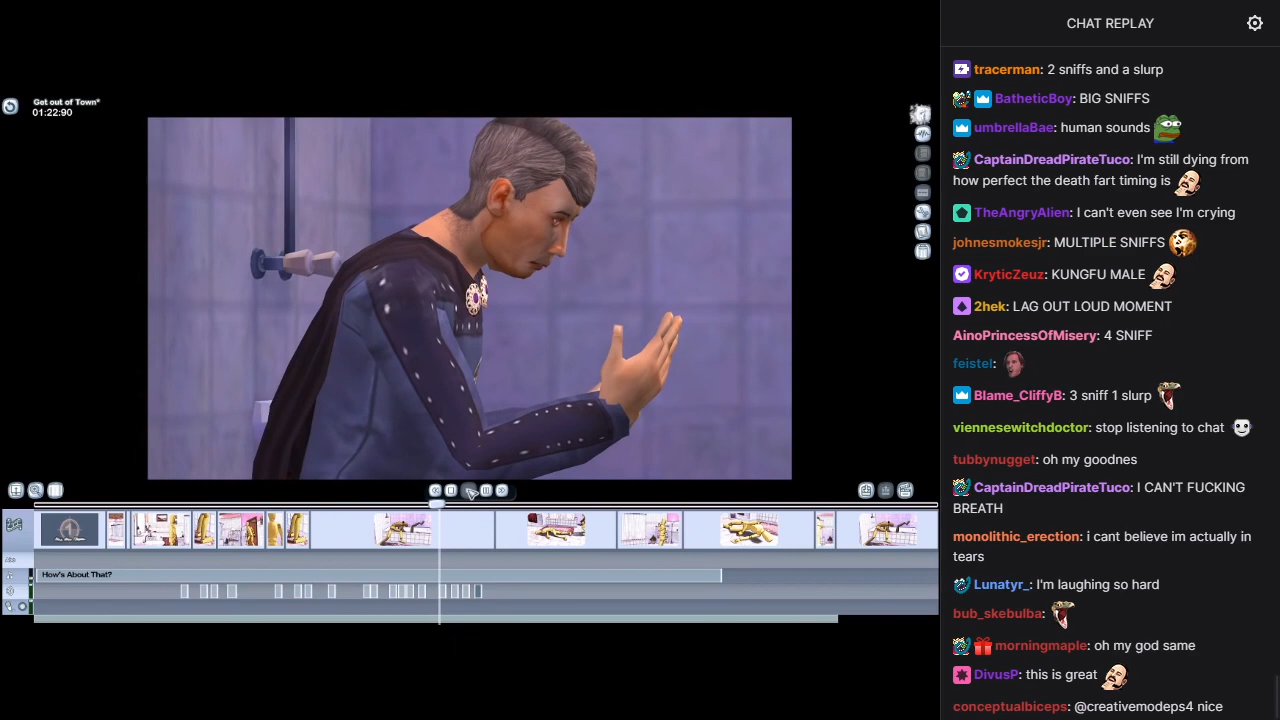 Get out of Town*
01:22:90
How's About That?
CHAT REPLAY
tracerman: 2 sniffs and a slurp
BatheticBoy: BIG SNIFFS
umbrellaBae: human sounds
CaptainDreadPirateTuco: I'm still dying from
how perfect the death fart timing is
TheAngryAlien: I can't even see I'm crying
johnesmokesjr: MULTIPLE SNIFFS
KryticZeuz: KUNGFU MALE
2hek: LAG OUT LOUD MOMENT
AinoPrincessOfMisery: 4 SNIFF
feistel:
Blame_CliffyB: 3 sniff 1 slurp
viennesewitchdoctor: stop listening to chat
tubbynugget: oh my goodnes
CaptainDreadPirateTuco: I CAN'T FUCKING
BREATH
monolithic_erection: i cant believe im actually in
tears
Lunatyr_: I'm laughing so hard
bub_skebulba:
morningmaple: oh my god same
DivusP: this is great
conceptualbiceps: @creativemodeps4 nice